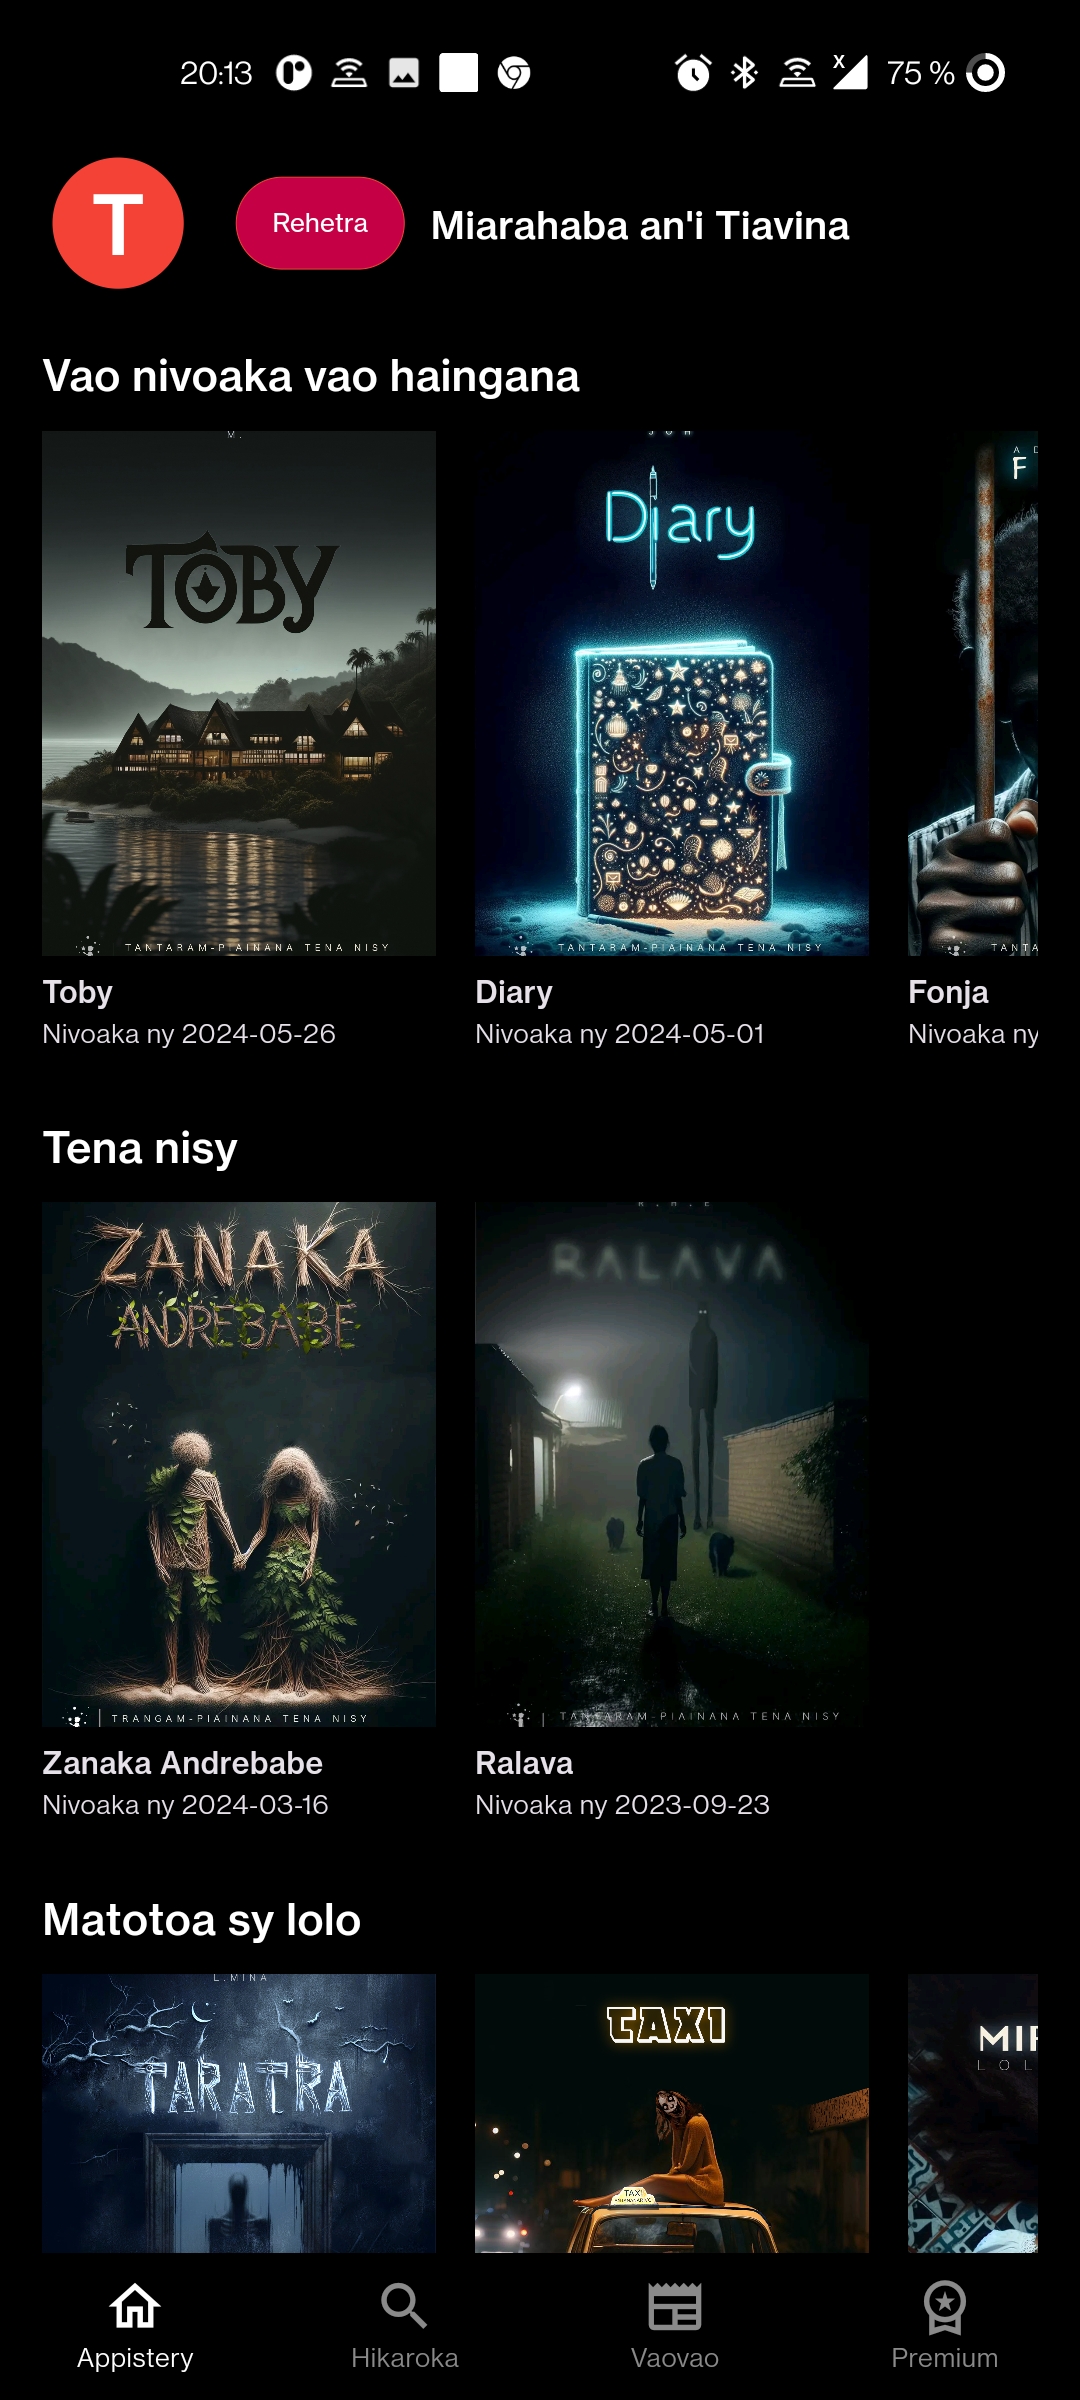 20:13
X
75 %
T
Rehetra
Miarahaba an'i Tiavina
Vao nivoaka vao haingana
M.
TOBY
TANTARAM-PIAINANA TENA NISY
Toby
Nivoaka ny 2024-05-26
Diary
TANTARAM-PIAINANA TENA NISY
Diary
Nivoaka ny 2024-05-01
F
TANTA
Fonja
Nivoaka ny
Tena nisy
ZANAKA
ANDREBABE
TRANGAM-PIAINANA TENA NISY
Zanaka Andrebabe
Nivoaka ny 2024-03-16
R.H.E
RALAVA
TANTARAM-PIAINANA TENA NISY
Ralava
Nivoaka ny 2023-09-23
Matotoa sy lolo
L.MINA
TARATRA
TAXI
TAXI
MIR
LOL
Appistery
Hikaroka
Vaovao
Premium